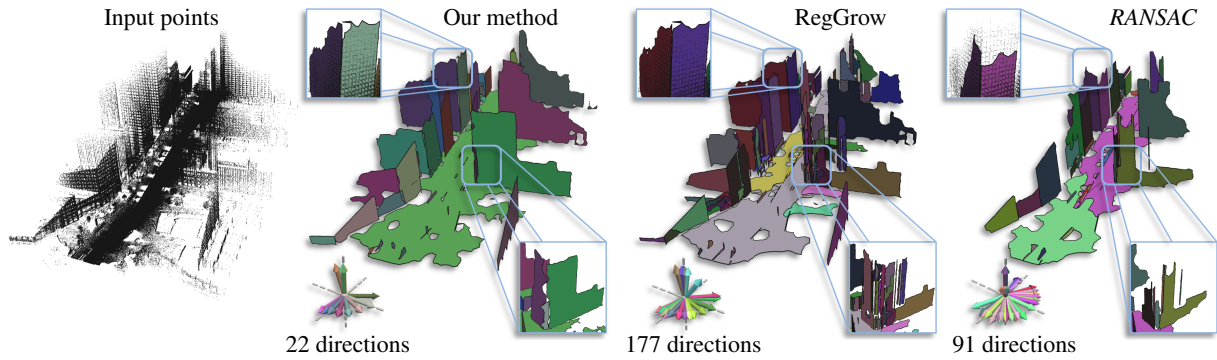 Input points
Our method
RegGrow
RANSAC
22 directions
177 directions
91 directions